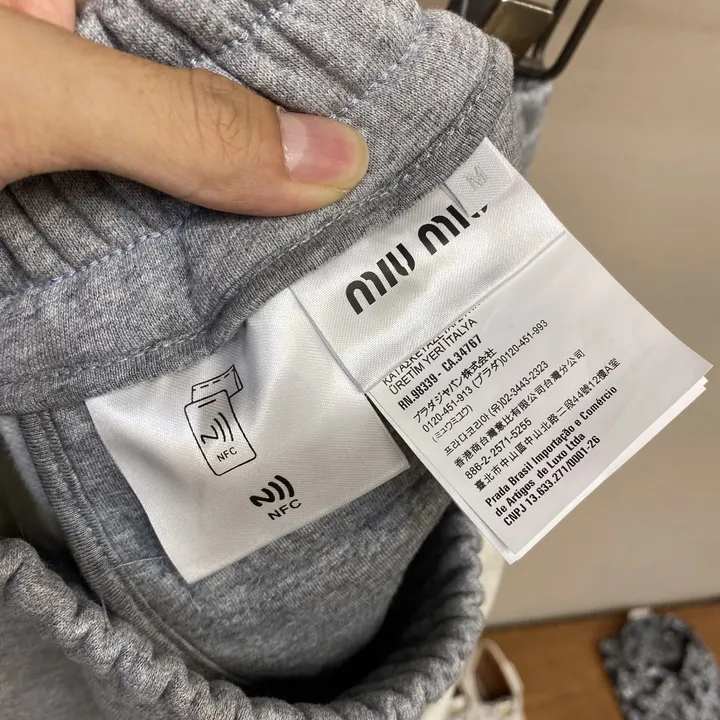 M
MIU MIU
ÜRETİM YERİ İTALYA
RN.98339 - CA.34767
プラダジャパン株式会社
0120-451-913 (プラダ)0120-451-993
(ミュウミュウ)
프라다코리아(유)02-3443-2323
香港商台灣意比有限公司台灣分公司
886-2-2571-5255
臺北市中山區中山北路二段44號12樓A室
Prada Brasil Importação e Comércio
de Artigos de Luxo Ltda
CNPJ 13.633.271/0001-26
NFC
NFC